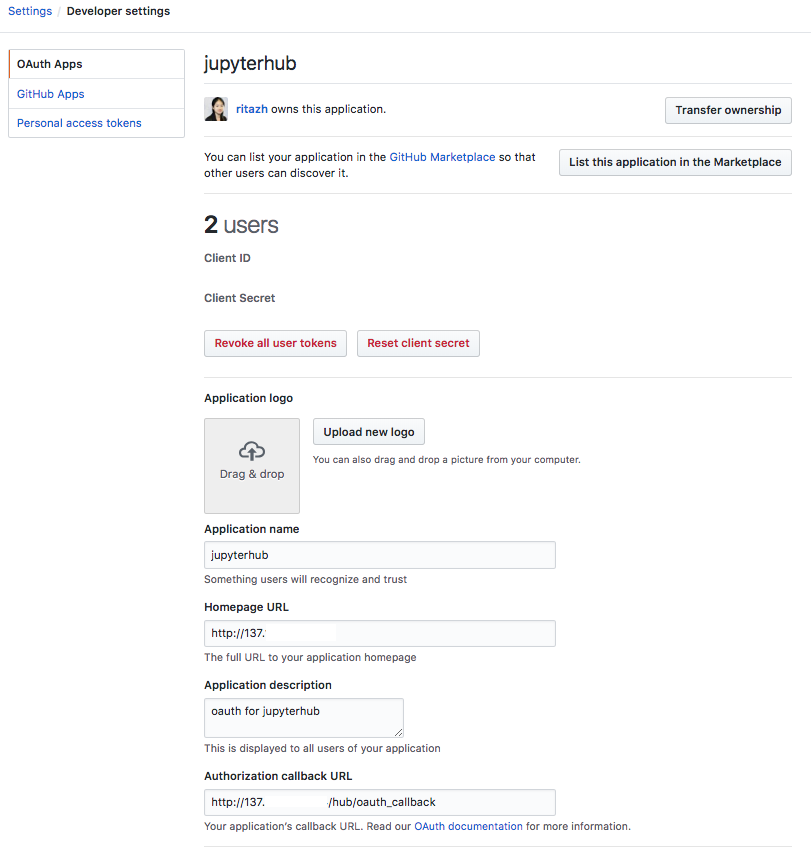 Settings / Developer settings
OAuth Apps
GitHub Apps
Personal access tokens
jupyterhub
ritazh owns this application.
Transfer ownership
You can list your application in the GitHub Marketplace so that
other users can discover it.
List this application in the Marketplace
2 users
Client ID
Client Secret
Revoke all user tokens
Reset client secret
Application logo
Drag & drop
Upload new logo
You can also drag and drop a picture from your computer.
Application name
jupyterhub
Something users will recognize and trust
Homepage URL
http://137.
The full URL to your application homepage
Application description
oauth for jupyterhub
This is displayed to all users of your application
Authorization callback URL
http://137. /hub/oauth_callback
Your application's callback URL. Read our OAuth documentation for more information.